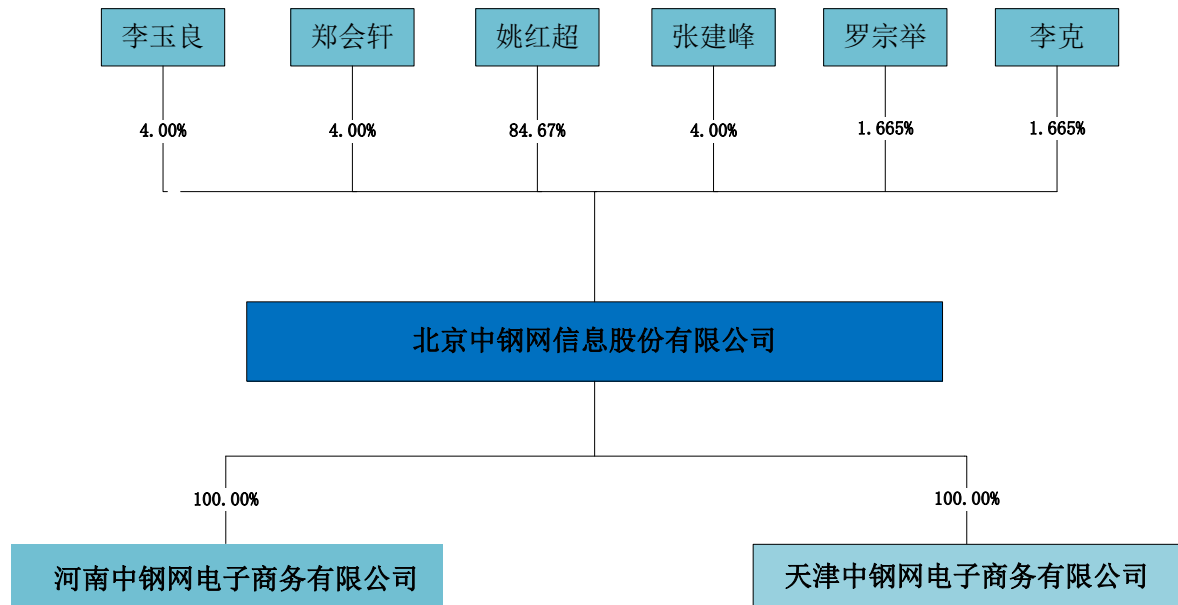 李玉良 郑会轩 姚红超 张建峰 罗宗举 李克
4.00% 4.00% 84.67% 4.00% 1.665% 1.665%
北京中钢网信息股份有限公司
100.00% 100.00%
河南中钢网电子商务有限公司 天津中钢网电子商务有限公司